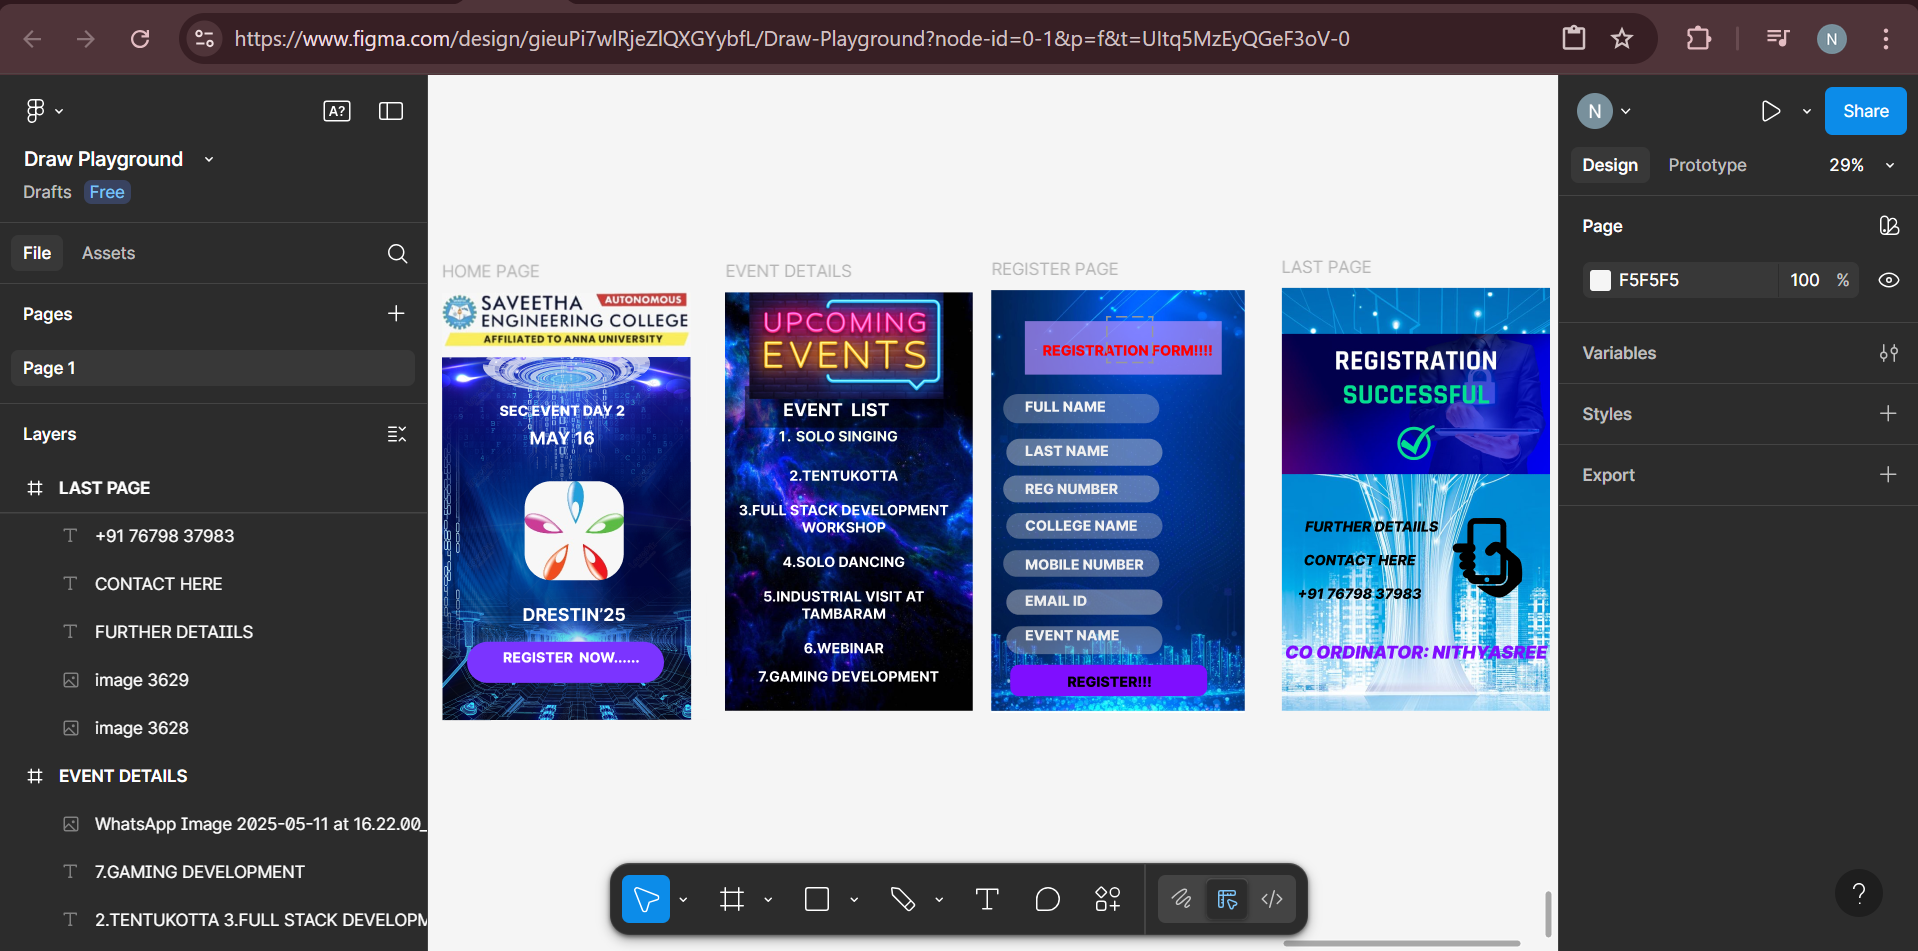 https://www.figma.com/design/gieuPi7wlRjeZlQXGYybfL/Draw-Playground?node-id=0-1&p=f&t=UItq5MzEyQGeF3oV-0
N
A?
Draw Playground
Drafts Free
File Assets
Pages
Page 1
Layers
LAST PAGE
+91 76798 37983
CONTACT HERE
FURTHER DETAIILS
image 3629
image 3628
EVENT DETAILS
WhatsApp Image 2025-05-11 at 16.22.00_
7.GAMING DEVELOPMENT
2.TENTUKOTTA 3.FULL STACK DEVELOPM
HOME PAGE
SAVEETHA AUTONOMOUS
ENGINEERING COLLEGE
AFFILIATED TO ANNA UNIVERSITY
SEC EVENT DAY 2
MAY 16
DRESTIN'25
REGISTER NOW......
EVENT DETAILS
UPCOMING
EVENTS
EVENT LIST
1. SOLO SINGING
2.TENTUKOTTA
3.FULL STACK DEVELOPMENT
WORKSHOP
4.SOLO DANCING
5.INDUSTRIAL VISIT AT
TAMBARAM
6.WEBINAR
7.GAMING DEVELOPMENT
REGISTER PAGE
REGISTRATION FORM!!!!
FULL NAME
LAST NAME
REG NUMBER
COLLEGE NAME
MOBILE NUMBER
EMAIL ID
EVENT NAME
REGISTER!!!
LAST PAGE
REGISTRATION
SUCCESSFUL
FURTHER DETAIILS
CONTACT HERE
+91 76798 37983
CO ORDINATOR: NITHYASREE
N
Share
Design Prototype 29%
Page
F5F5F5 100 %
Variables
Styles
Export
?